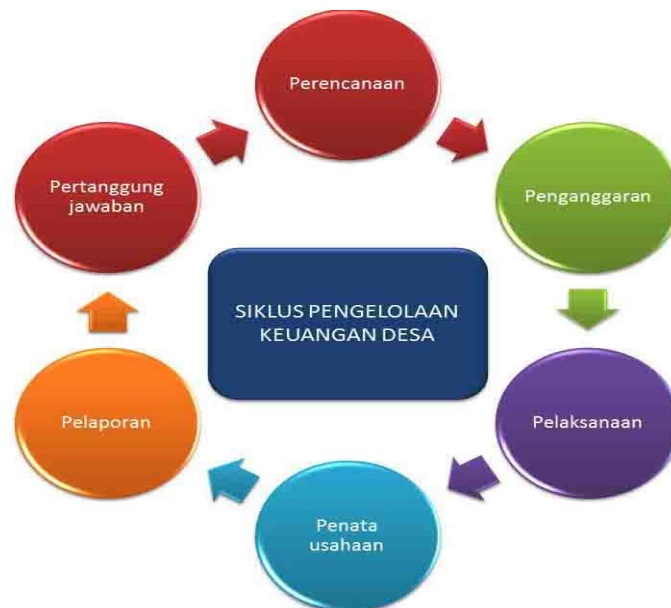 Perencanaan
Penganggaran
Pelaksanaan
Penata
usahaan
Pelaporan
Pertanggung
jawaban
SIKLUS PENGELOLAAN
KEUANGAN DESA